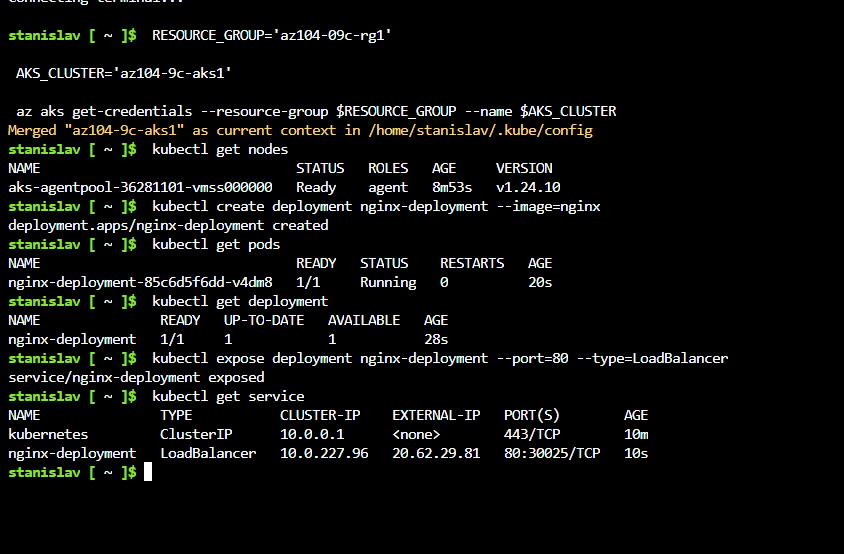 connecting terminal...
stanislav [ ~ ]$ RESOURCE_GROUP='az104-09c-rg1'
AKS_CLUSTER='az104-9c-aks1'
az aks get-credentials --resource-group $RESOURCE_GROUP --name $AKS_CLUSTER
Merged "az104-9c-aks1" as current context in /home/stanislav/.kube/config
stanislav [ ~ ]$ kubectl get nodes
NAME STATUS ROLES AGE VERSION
aks-agentpool-36281101-vmss000000 Ready agent 8m53s v1.24.10
stanislav [ ~ ]$ kubectl create deployment nginx-deployment --image=nginx
deployment.apps/nginx-deployment created
stanislav [ ~ ]$ kubectl get pods
NAME READY STATUS RESTARTS AGE
nginx-deployment-85c6d5f6dd-v4dm8 1/1 Running 0 20s
stanislav [ ~ ]$ kubectl get deployment
NAME READY UP-TO-DATE AVAILABLE AGE
nginx-deployment 1/1 1 1 28s
stanislav [ ~ ]$ kubectl expose deployment nginx-deployment --port=80 --type=LoadBalancer
service/nginx-deployment exposed
stanislav [ ~ ]$ kubectl get service
NAME TYPE CLUSTER-IP EXTERNAL-IP PORT(S) AGE
kubernetes ClusterIP 10.0.0.1 <none> 443/TCP 10m
nginx-deployment LoadBalancer 10.0.227.96 20.62.29.81 80:30025/TCP 10s
stanislav [ ~ ]$